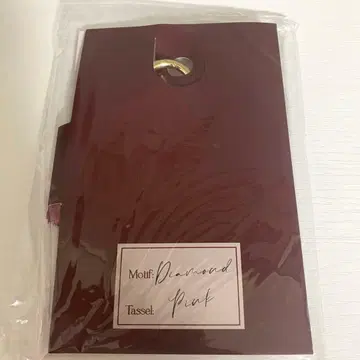 Motif: Diamond
Tassel: Pink